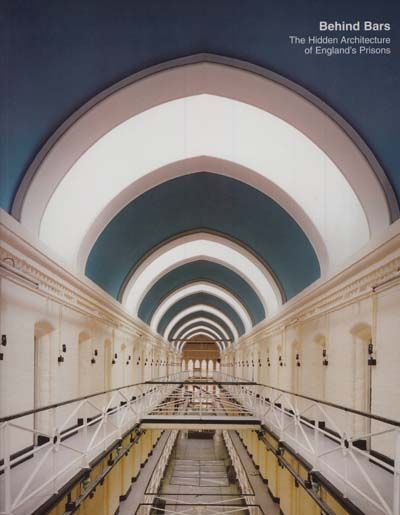 Behind Bars
The Hidden Architecture
of England's Prisons